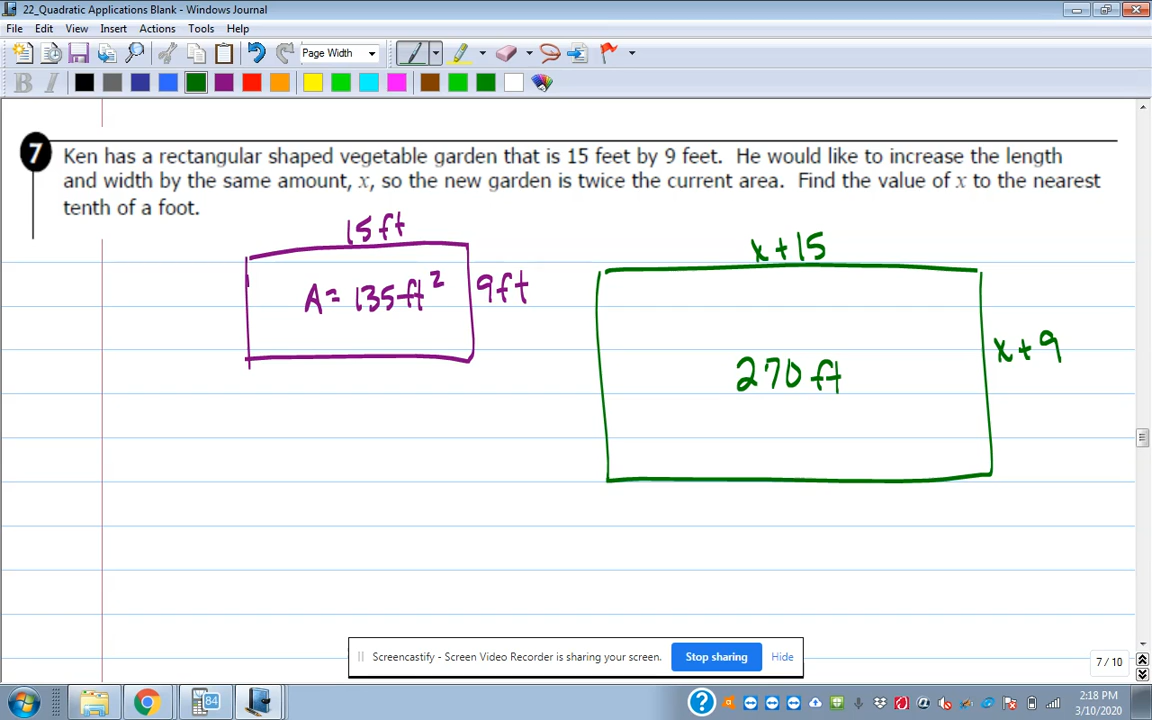 22_Quadratic Applications Blank - Windows Journal
File Edit View Insert Actions Tools Help
Page Width
B I
7 Ken has a rectangular shaped vegetable garden that is 15 feet by 9 feet. He would like to increase the length
and width by the same amount, x, so the new garden is twice the current area. Find the value of x to the nearest
tenth of a foot.
15ft
x+15
A= 135ft² 9ft
x+9
270 ft
Screencastify - Screen Video Recorder is sharing your screen. Stop sharing Hide
7 / 10
84
2:18 PM
3/10/2020